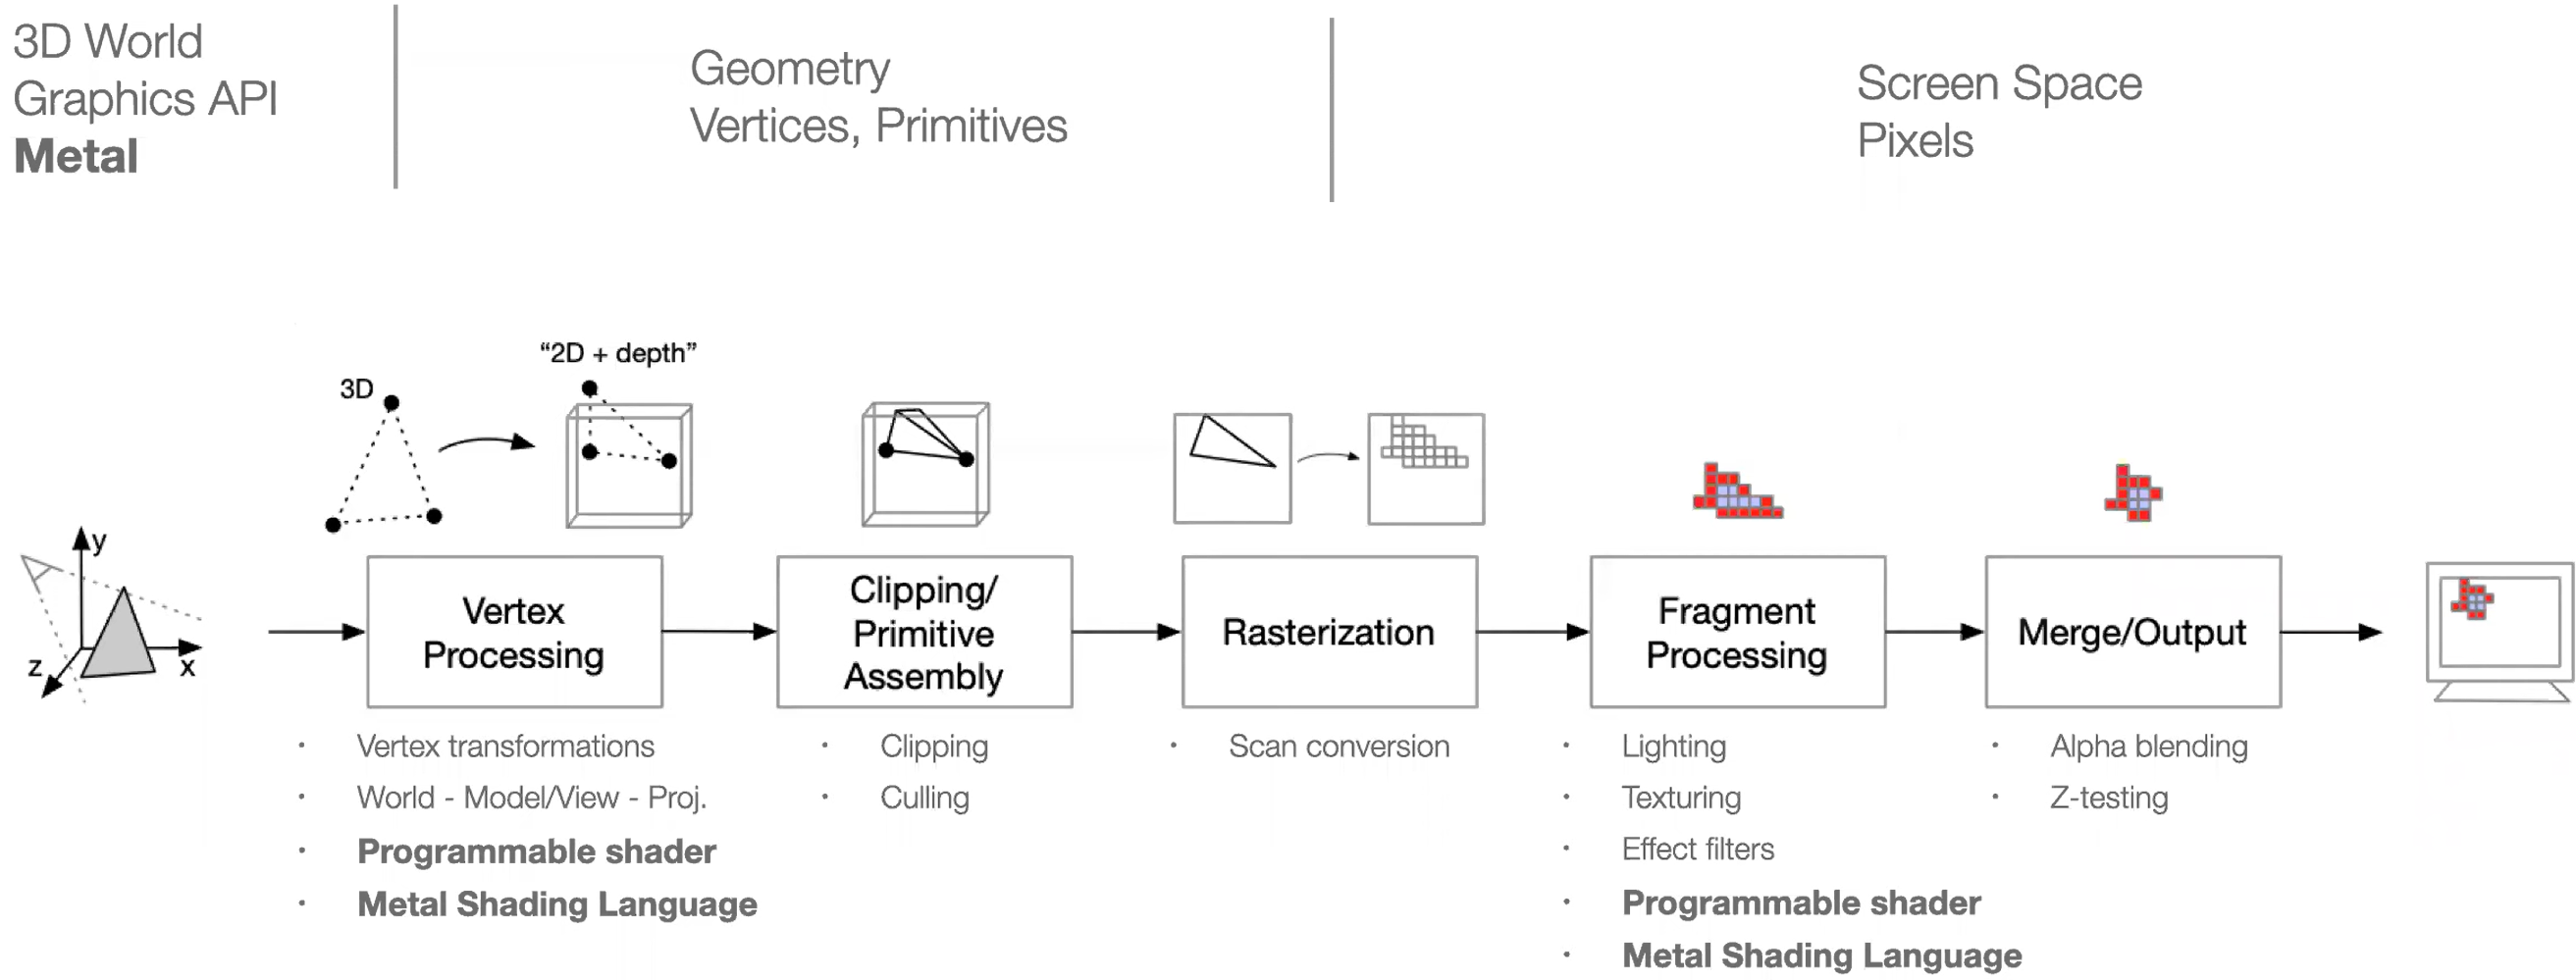 3D World
Graphics API
Metal
Geometry
Vertices, Primitives
Screen Space
Pixels
3D
“2D + depth”
y
z
x
Vertex
Processing
Clipping/
Primitive
Assembly
Rasterization
Fragment
Processing
Merge/Output
· Vertex transformations
· World - Model/View - Proj.
· Programmable shader
· Metal Shading Language
· Clipping
· Culling
· Scan conversion
· Lighting
· Texturing
· Effect filters
· Programmable shader
· Metal Shading Language
· Alpha blending
· Z-testing